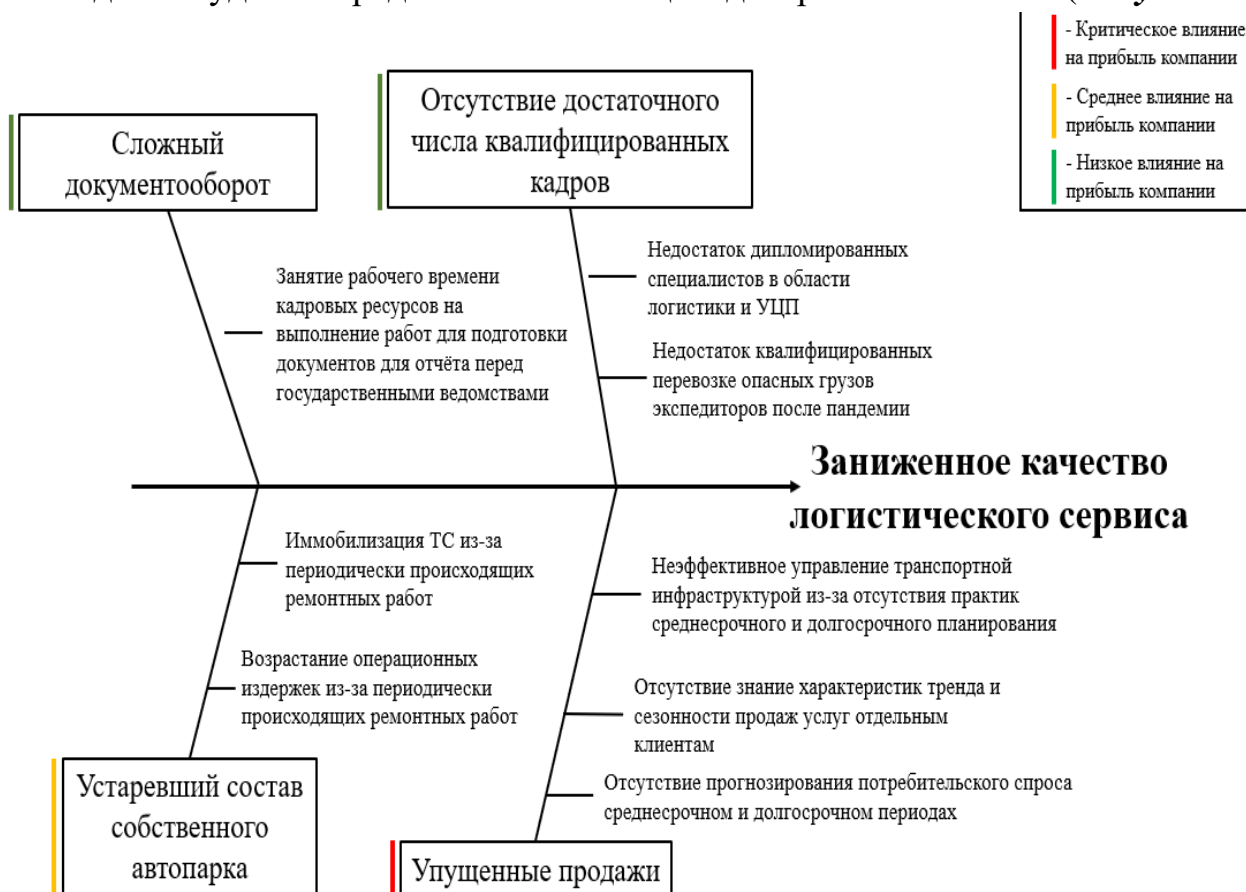 - Критическое влияние
на прибыль компании
- Среднее влияние на
прибыль компании
- Низкое влияние на
прибыль компании
Сложный
документооборот
Отсутствие достаточного
числа квалифицированных
кадров
Занятие рабочего времени
кадровых ресурсов на
выполнение работ для подготовки
документов для отчёта перед
государственными ведомствами
Недостаток дипломированных
специалистов в области
логистики и УЦП
Недостаток квалифицированных
перевозке опасных грузов
экспедиторов после пандемии
Заниженное качество
логистического сервиса
Иммобилизация ТС из-за
периодически происходящих
ремонтных работ
Возрастание операционных
издержек из-за периодически
происходящих ремонтных работ
Неэффективное управление транспортной
инфраструктурой из-за отсутствия практик
среднесрочного и долгосрочного планирования
Отсутствие знание характеристик тренда и
сезонности продаж услуг отдельным
клиентам
Отсутствие прогнозирования потребительского спроса
среднесрочном и долгосрочном периодах
Устаревший состав
собственного
автопарка
Упущенные продажи